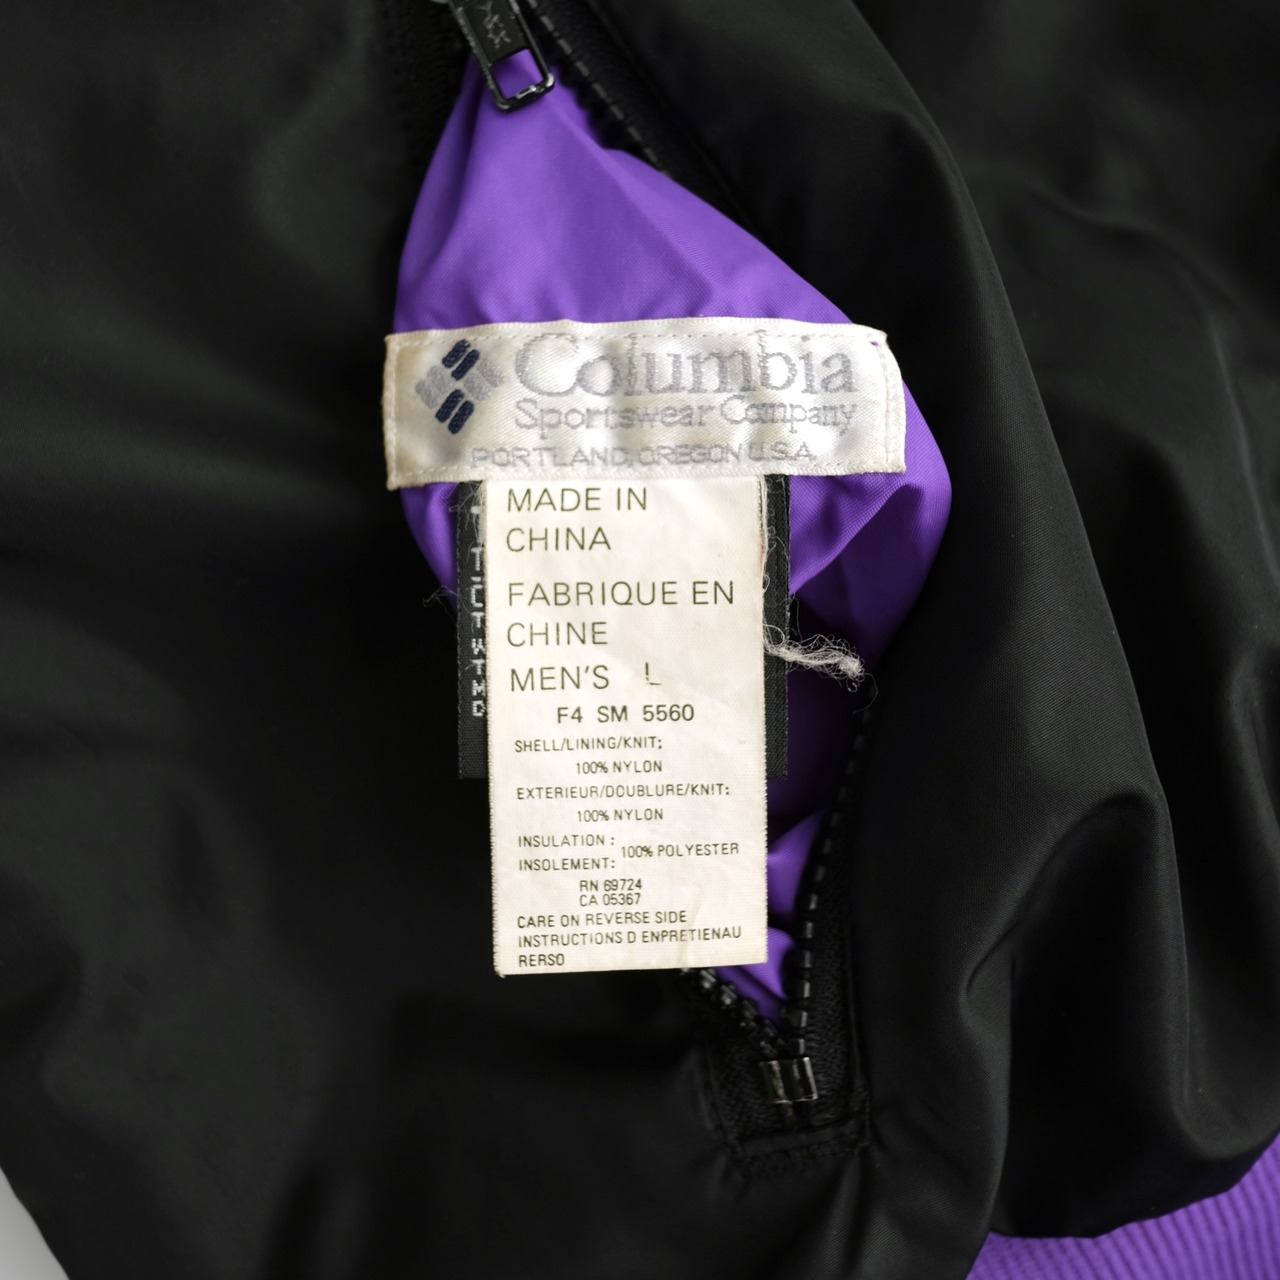 Columbia
Sportswear Company
PORTLAND, OREGON U.S.A.
MADE IN
CHINA
FABRIQUE EN
CHINE
MEN'S L
F4 SM 5560
SHELL/LINING/KNIT:
100% NYLON
EXTERIEUR/DOUBLURE/KNIT:
100% NYLON
INSULATION :
100% POLYESTER
INSOLEMENT:
RN 69724
CA 05367
CARE ON REVERSE SIDE
INSTRUCTIONS D ENPRETIENAU
RERSO